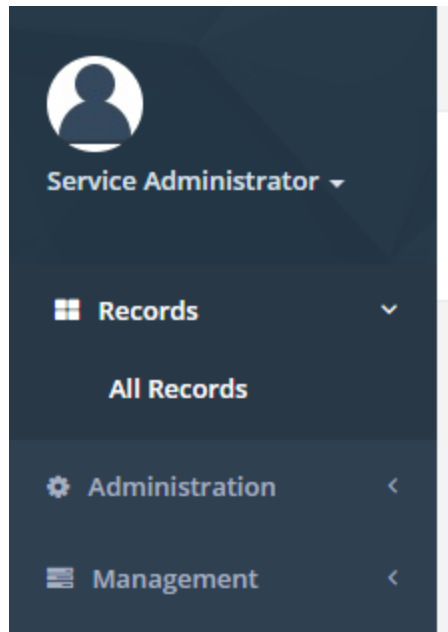 Service Administrator
Records
All Records
Administration
Management